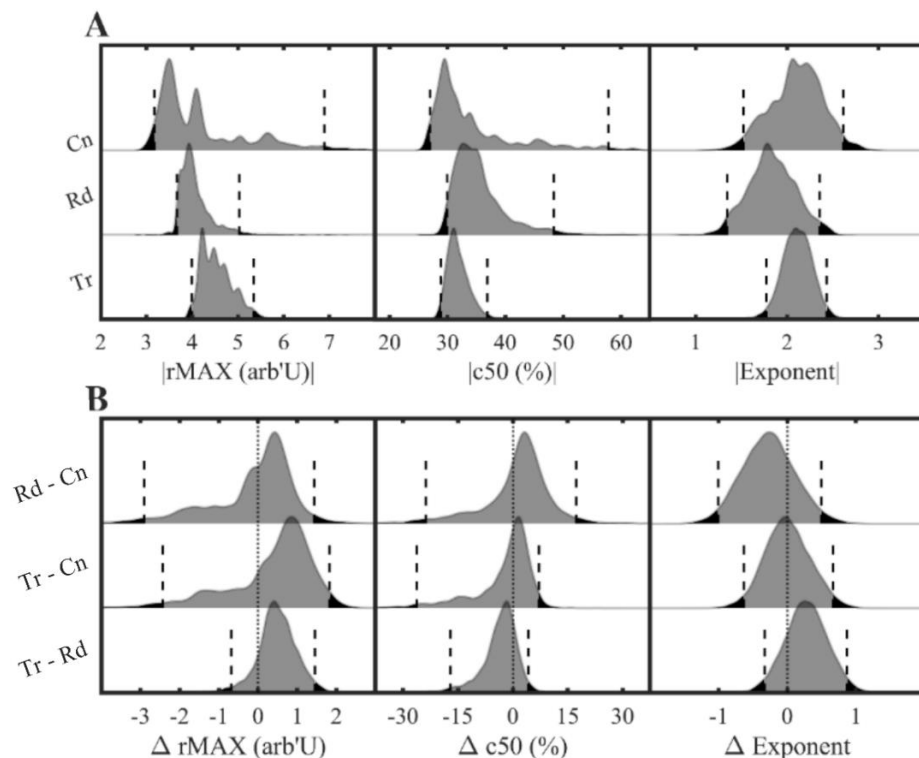 A
Cn
Rd
Tr
2 3 4 5 6 7
20 30 40 50 60
1 2 3
|rMAX (arb'U)|
|c50 (%)|
|Exponent|
B
Rd - Cn
Tr - Cn
Tr - Rd
-3 -2 -1 0 1 2
-30 -15 0 15 30
-1 0 1
Δ rMAX (arb'U)
Δ c50 (%)
Δ Exponent